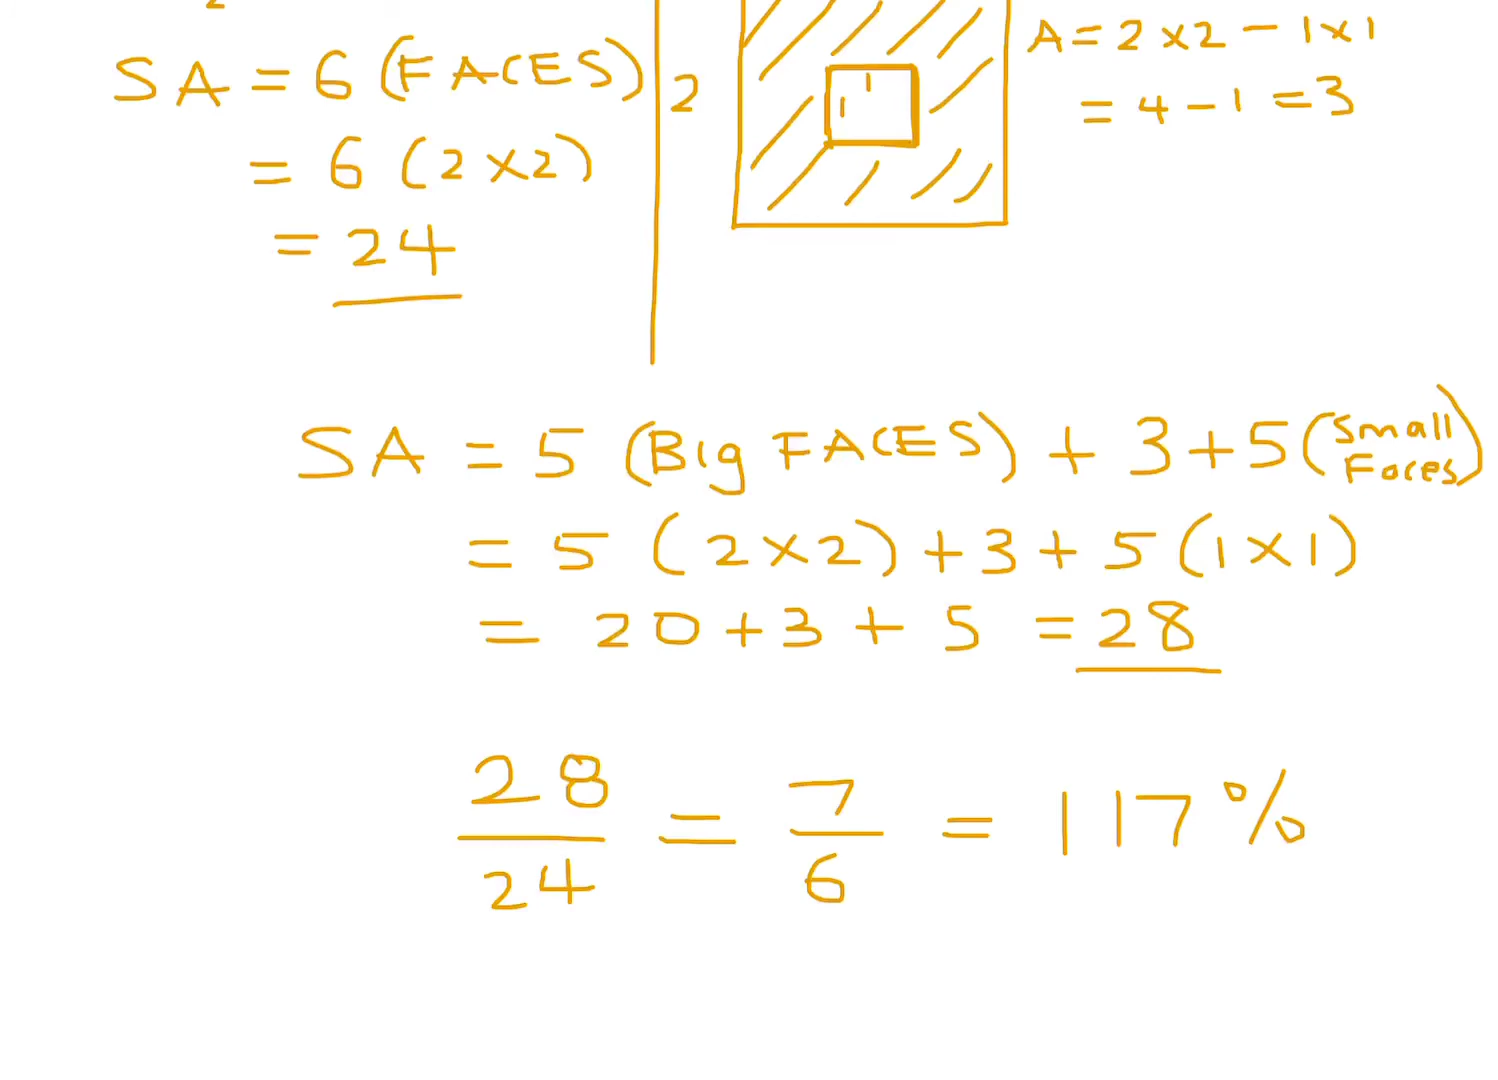 2
SA = 6 (FACES)
= 6 (2 × 2)
= 24
2
1
1
A = 2 × 2 - 1 × 1
= 4 - 1 = 3
SA = 5 (Big FACES) + 3 + 5 (Small Faces)
= 5 (2 × 2) + 3 + 5 (1 × 1)
= 20 + 3 + 5 = 28
28/24 = 7/6 = 117%